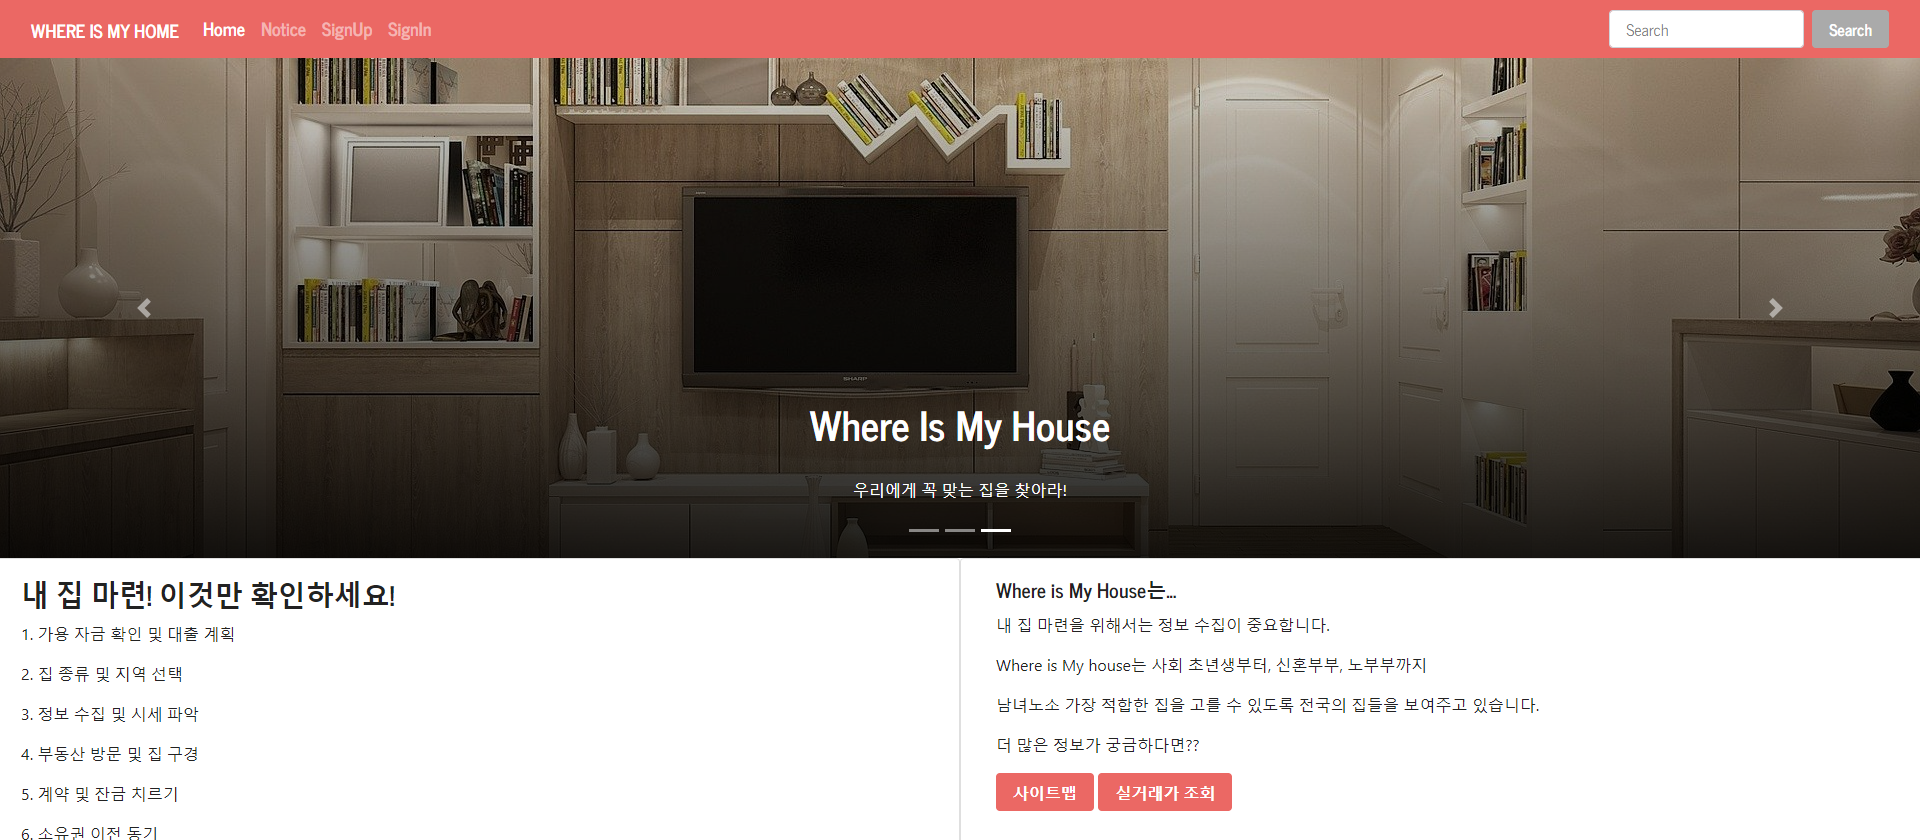 WHERE IS MY HOME Home Notice SignUp SignIn Search Search
SHARP
Where Is My House
우리에게 꼭 맞는 집을 찾아라!
내 집 마련! 이것만 확인하세요!
1. 가용 자금 확인 및 대출 계획
2. 집 종류 및 지역 선택
3. 정보 수집 및 시세 파악
4. 부동산 방문 및 집 구경
5. 계약 및 잔금 치르기
6. 소유권 이전 등기
Where is My House는...
내 집 마련을 위해서는 정보 수집이 중요합니다.
Where is My house는 사회 초년생부터, 신혼부부, 노부부까지
남녀노소 가장 적합한 집을 고를 수 있도록 전국의 집들을 보여주고 있습니다.
더 많은 정보가 궁금하다면??
사이트맵 실거래가 조회